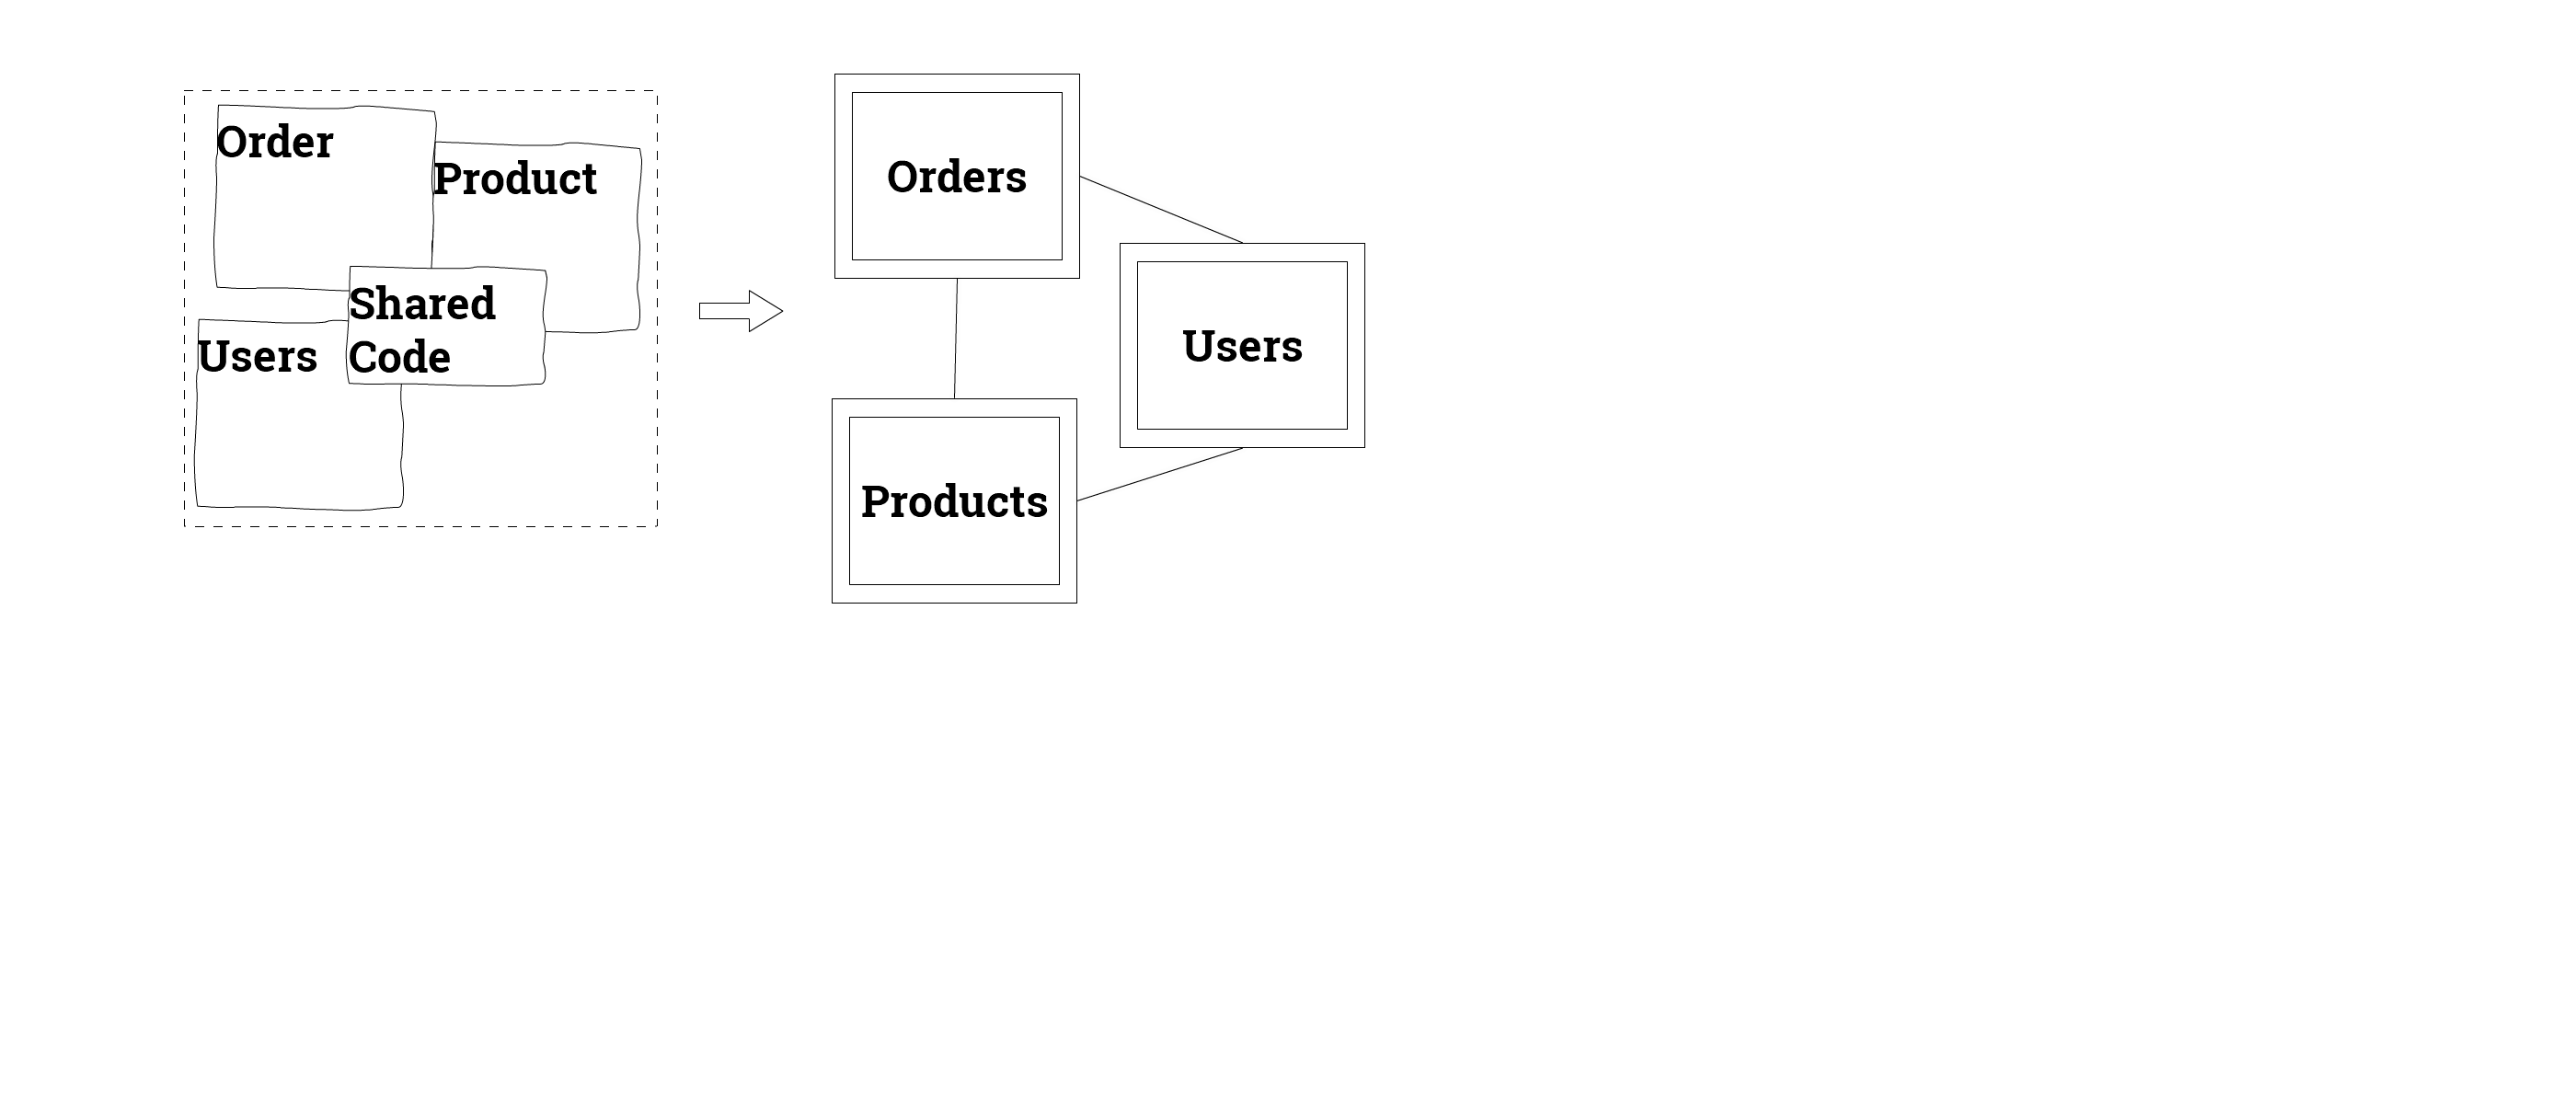 Order
Product
Shared
Code
Users
Orders
Users
Products